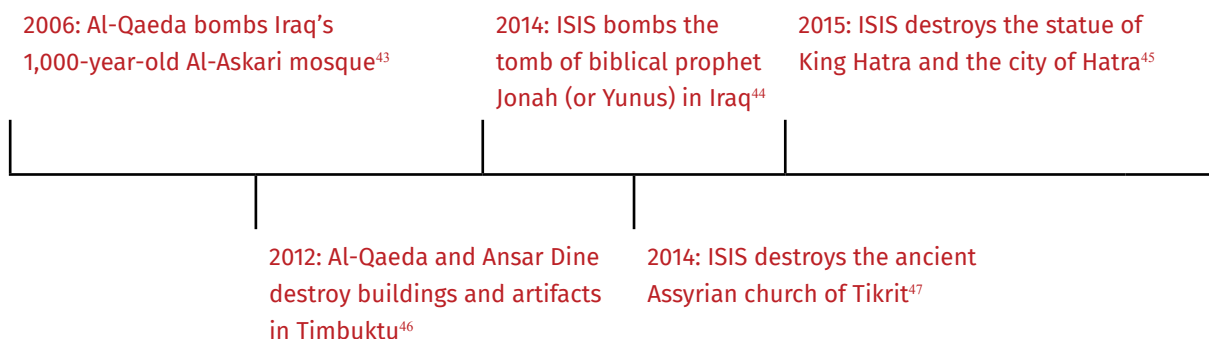 2006: Al-Qaeda bombs Iraq’s
1,000-year-old Al-Askari mosque⁴³
2014: ISIS bombs the
tomb of biblical prophet
Jonah (or Yunus) in Iraq⁴⁴
2015: ISIS destroys the statue of
King Hatra and the city of Hatra⁴⁵
2012: Al-Qaeda and Ansar Dine
destroy buildings and artifacts
in Timbuktu⁴⁶
2014: ISIS destroys the ancient
Assyrian church of Tikrit⁴⁷